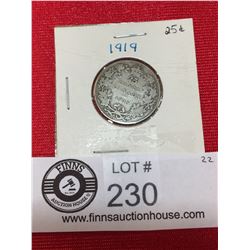 25¢
1919
22
FINNS
AUCTION HOUSE
LOT #
230
www.finnsauctionhouse.com